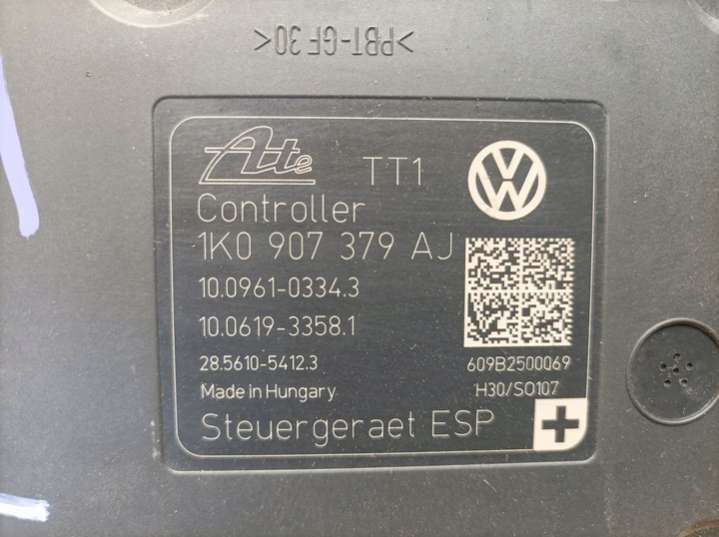 >PBT-GF30<
Ate TT1
Controller
1K0 907 379 AJ
10.0961-0334.3
10.0619-3358.1
28.5610-5412.3 609B2500069
Made in Hungary H30/SO107
Steuergeraet ESP